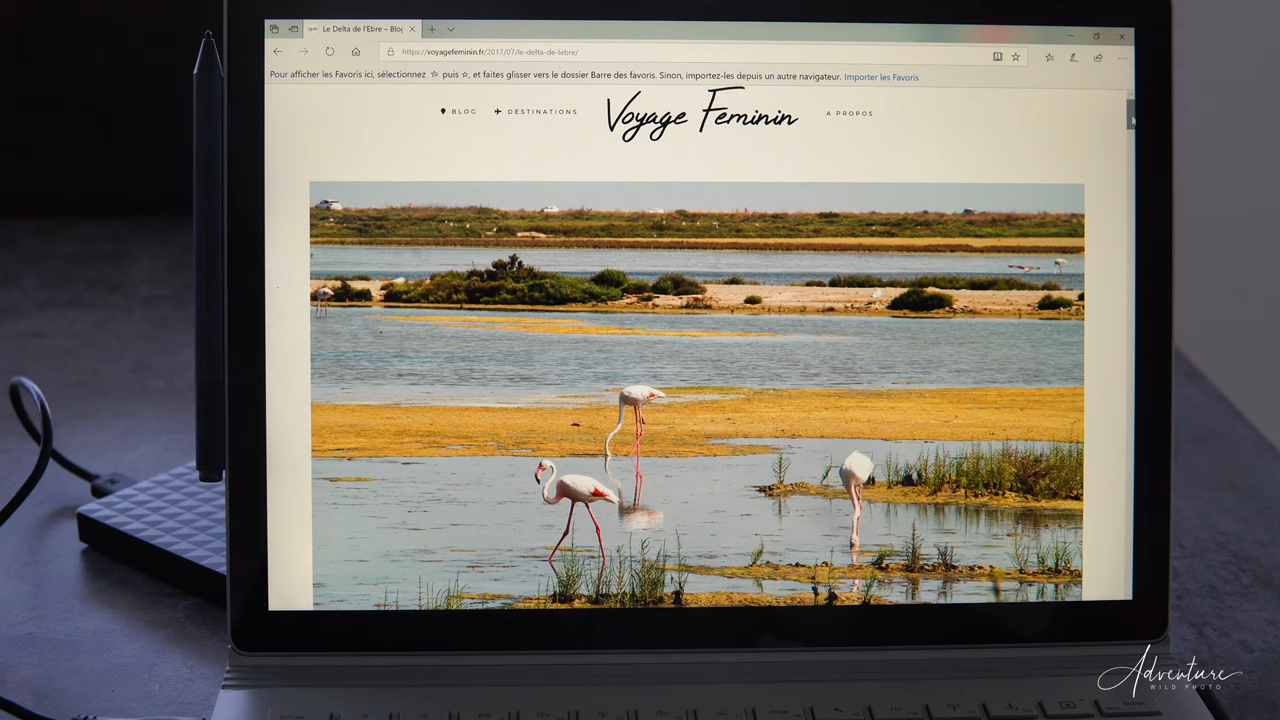 Le Delta de l'Ebre – Blog
https://voyagefeminin.fr/2017/07/le-delta-de-lebre/
Pour afficher les Favoris ici, sélectionnez ☆ puis ☆, et faites glisser vers le dossier Barre des favoris. Sinon, importez-les depuis un autre navigateur. Importer les Favoris
BLOG DESTINATIONS Voyage Feminin A PROPOS
Adventure
WILD PHOTO